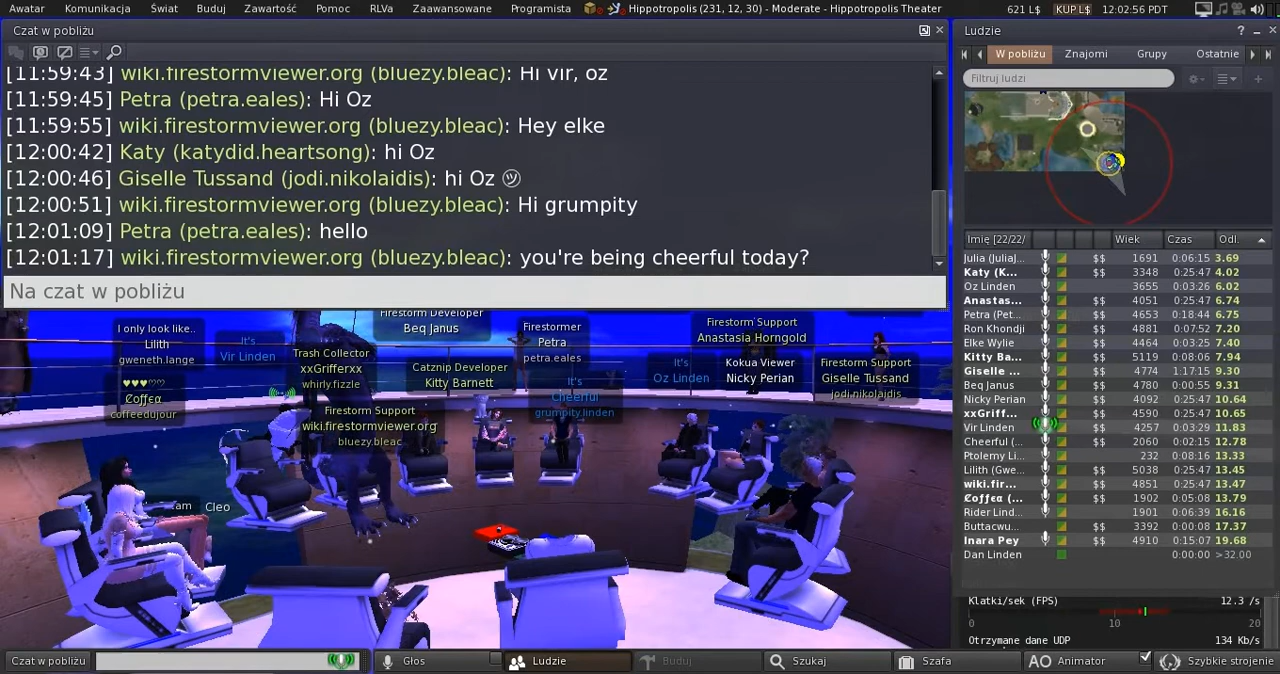 Awatar Komunikacja Świat Buduj Zawartość Pomoc RLVa Zaawansowane Programista Hippotropolis (231, 12, 30) - Moderate - Hippotropolis Theater 621 L$ KUP L$ 12:02:56 PDT
Czat w pobliżu
[11:59:43] wiki.firestormviewer.org (bluezy.bleac): Hi vir, oz
[11:59:45] Petra (petra.eales): Hi Oz
[11:59:55] wiki.firestormviewer.org (bluezy.bleac): Hey elke
[12:00:42] Katy (katydid.heartsong): hi Oz
[12:00:46] Giselle Tussand (jodi.nikolaidis): hi Oz ㋡
[12:00:51] wiki.firestormviewer.org (bluezy.bleac): Hi grumpity
[12:01:09] Petra (petra.eales): hello
[12:01:17] wiki.firestormviewer.org (bluezy.bleac): you're being cheerful today?
Na czat w pobliżu
I only look like..
Lilith
gweneth.lange
♥♥♥♡♡
Ȼσƒƒєα
coffeedujour
It's
Vir Linden
Trash Collector
xxGrifferxx
whirly.fizzle
Firestorm Support
wiki.firestormviewer.org
bluezy.bleac
Firestorm Developer
Beq Janus
Catznip Developer
Kitty Barnett
Firestormer
Petra
petra.eales
It's
Cheerful
grumpity.linden
It's
Oz Linden
Firestorm Support
Anastasia Horngold
Kokua Viewer
Nicky Perian
Firestorm Support
Giselle Tussand
jodi.nikolaidis
Cleo
Ludzie
W pobliżu Znajomi Grupy Ostatnie
Filtruj ludzi
Imię [22/22/ Wiek Czas Odl.
Julia (JuliaJ... $$ 1691 0:06:15 3.69
Katy (K... $$ 3348 0:25:47 4.02
Oz Linden 3655 0:03:26 6.02
Anastas... $$ 4051 0:25:47 6.74
Petra (Pet... $$ 4653 0:18:44 6.75
Ron Khondji $$ 4881 0:07:52 7.20
Elke Wylie $$ 4464 0:03:25 7.40
Kitty Ba... $$ 5119 0:08:06 7.94
Giselle ... $$ 4774 1:17:15 9.30
Beq Janus $$ 4780 0:00:55 9.31
Nicky Perian $$ 4092 0:25:47 10.64
xxGriff... $$ 4590 0:25:47 10.65
Vir Linden $$ 4257 0:03:29 11.83
Cheerful (... $$ 2060 0:02:15 12.78
Ptolemy Li... 232 0:08:16 13.33
Lilith (Gwe... $$ 5038 0:25:47 13.45
wiki.fir... $$ 4851 0:25:47 13.47
Ȼσƒƒєα (... $$ 1902 0:05:08 13.79
Rider Lind... 1901 0:06:39 16.16
Buttacwu... $$ 3392 0:00:08 17.37
Inara Pey $$ 4910 0:15:07 19.68
Dan Linden 0:00:00 >32.00
Klatki/sek (FPS) 12.3 /s
0 10 20
Otrzymane dane UDP 134 Kb/s
Czat w pobliżu Głos Ludzie Buduj Szukaj Szafa AO Animator Szybkie strojenie